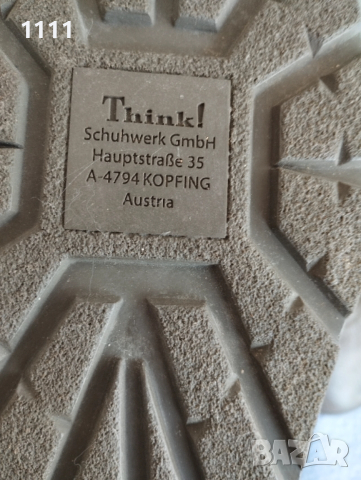 1111
Think!
Schuhwerk GmbH
Hauptstraße 35
A-4794 KOPFING
Austria
BAZAR